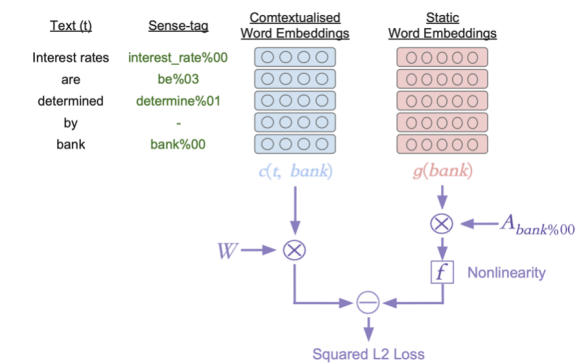 Text (t) Sense-tag Comtextualised Word Embeddings Static Word Embeddings
Interest rates interest_rate%00
are be%03
determined determine%01
by -
bank bank%00
c(t, bank) g(bank)
A bank%00
W
f Nonlinearity
Squared L2 Loss